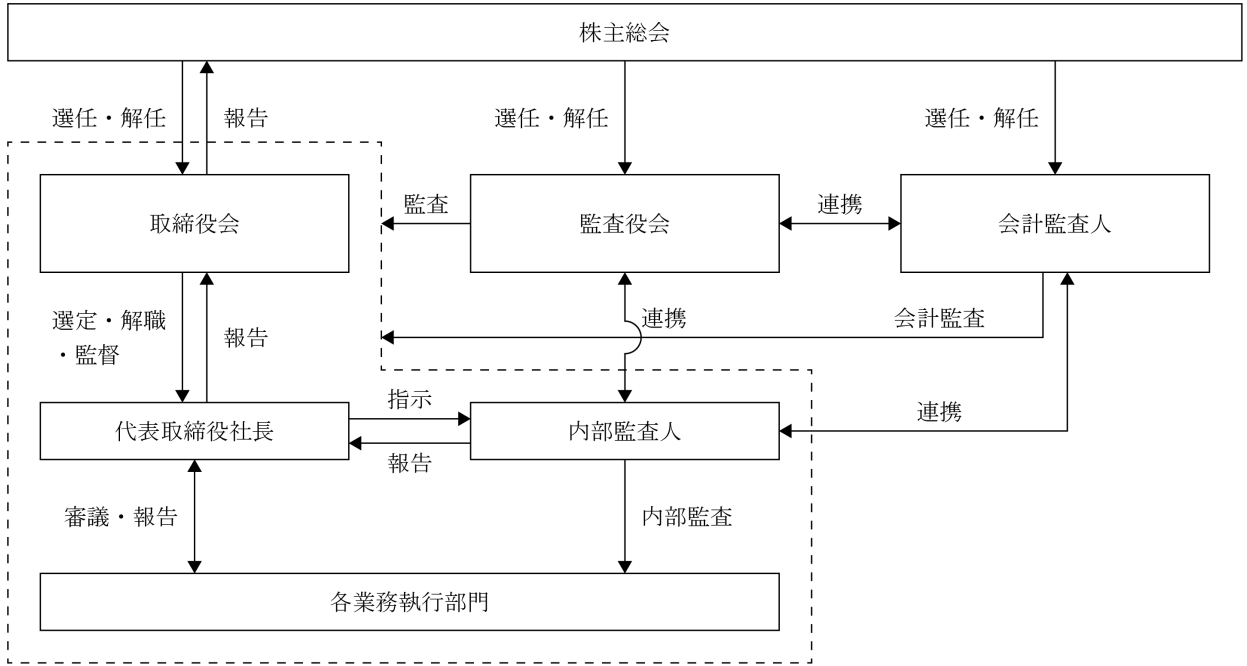 株主総会
選任・解任
報告
選任・解任
選任・解任
取締役会
監査
監査役会
連携
会計監査人
選定・解職
・監督
報告
連携
会計監査
代表取締役社長
指示
報告
内部監査人
連携
審議・報告
内部監査
各業務執行部門